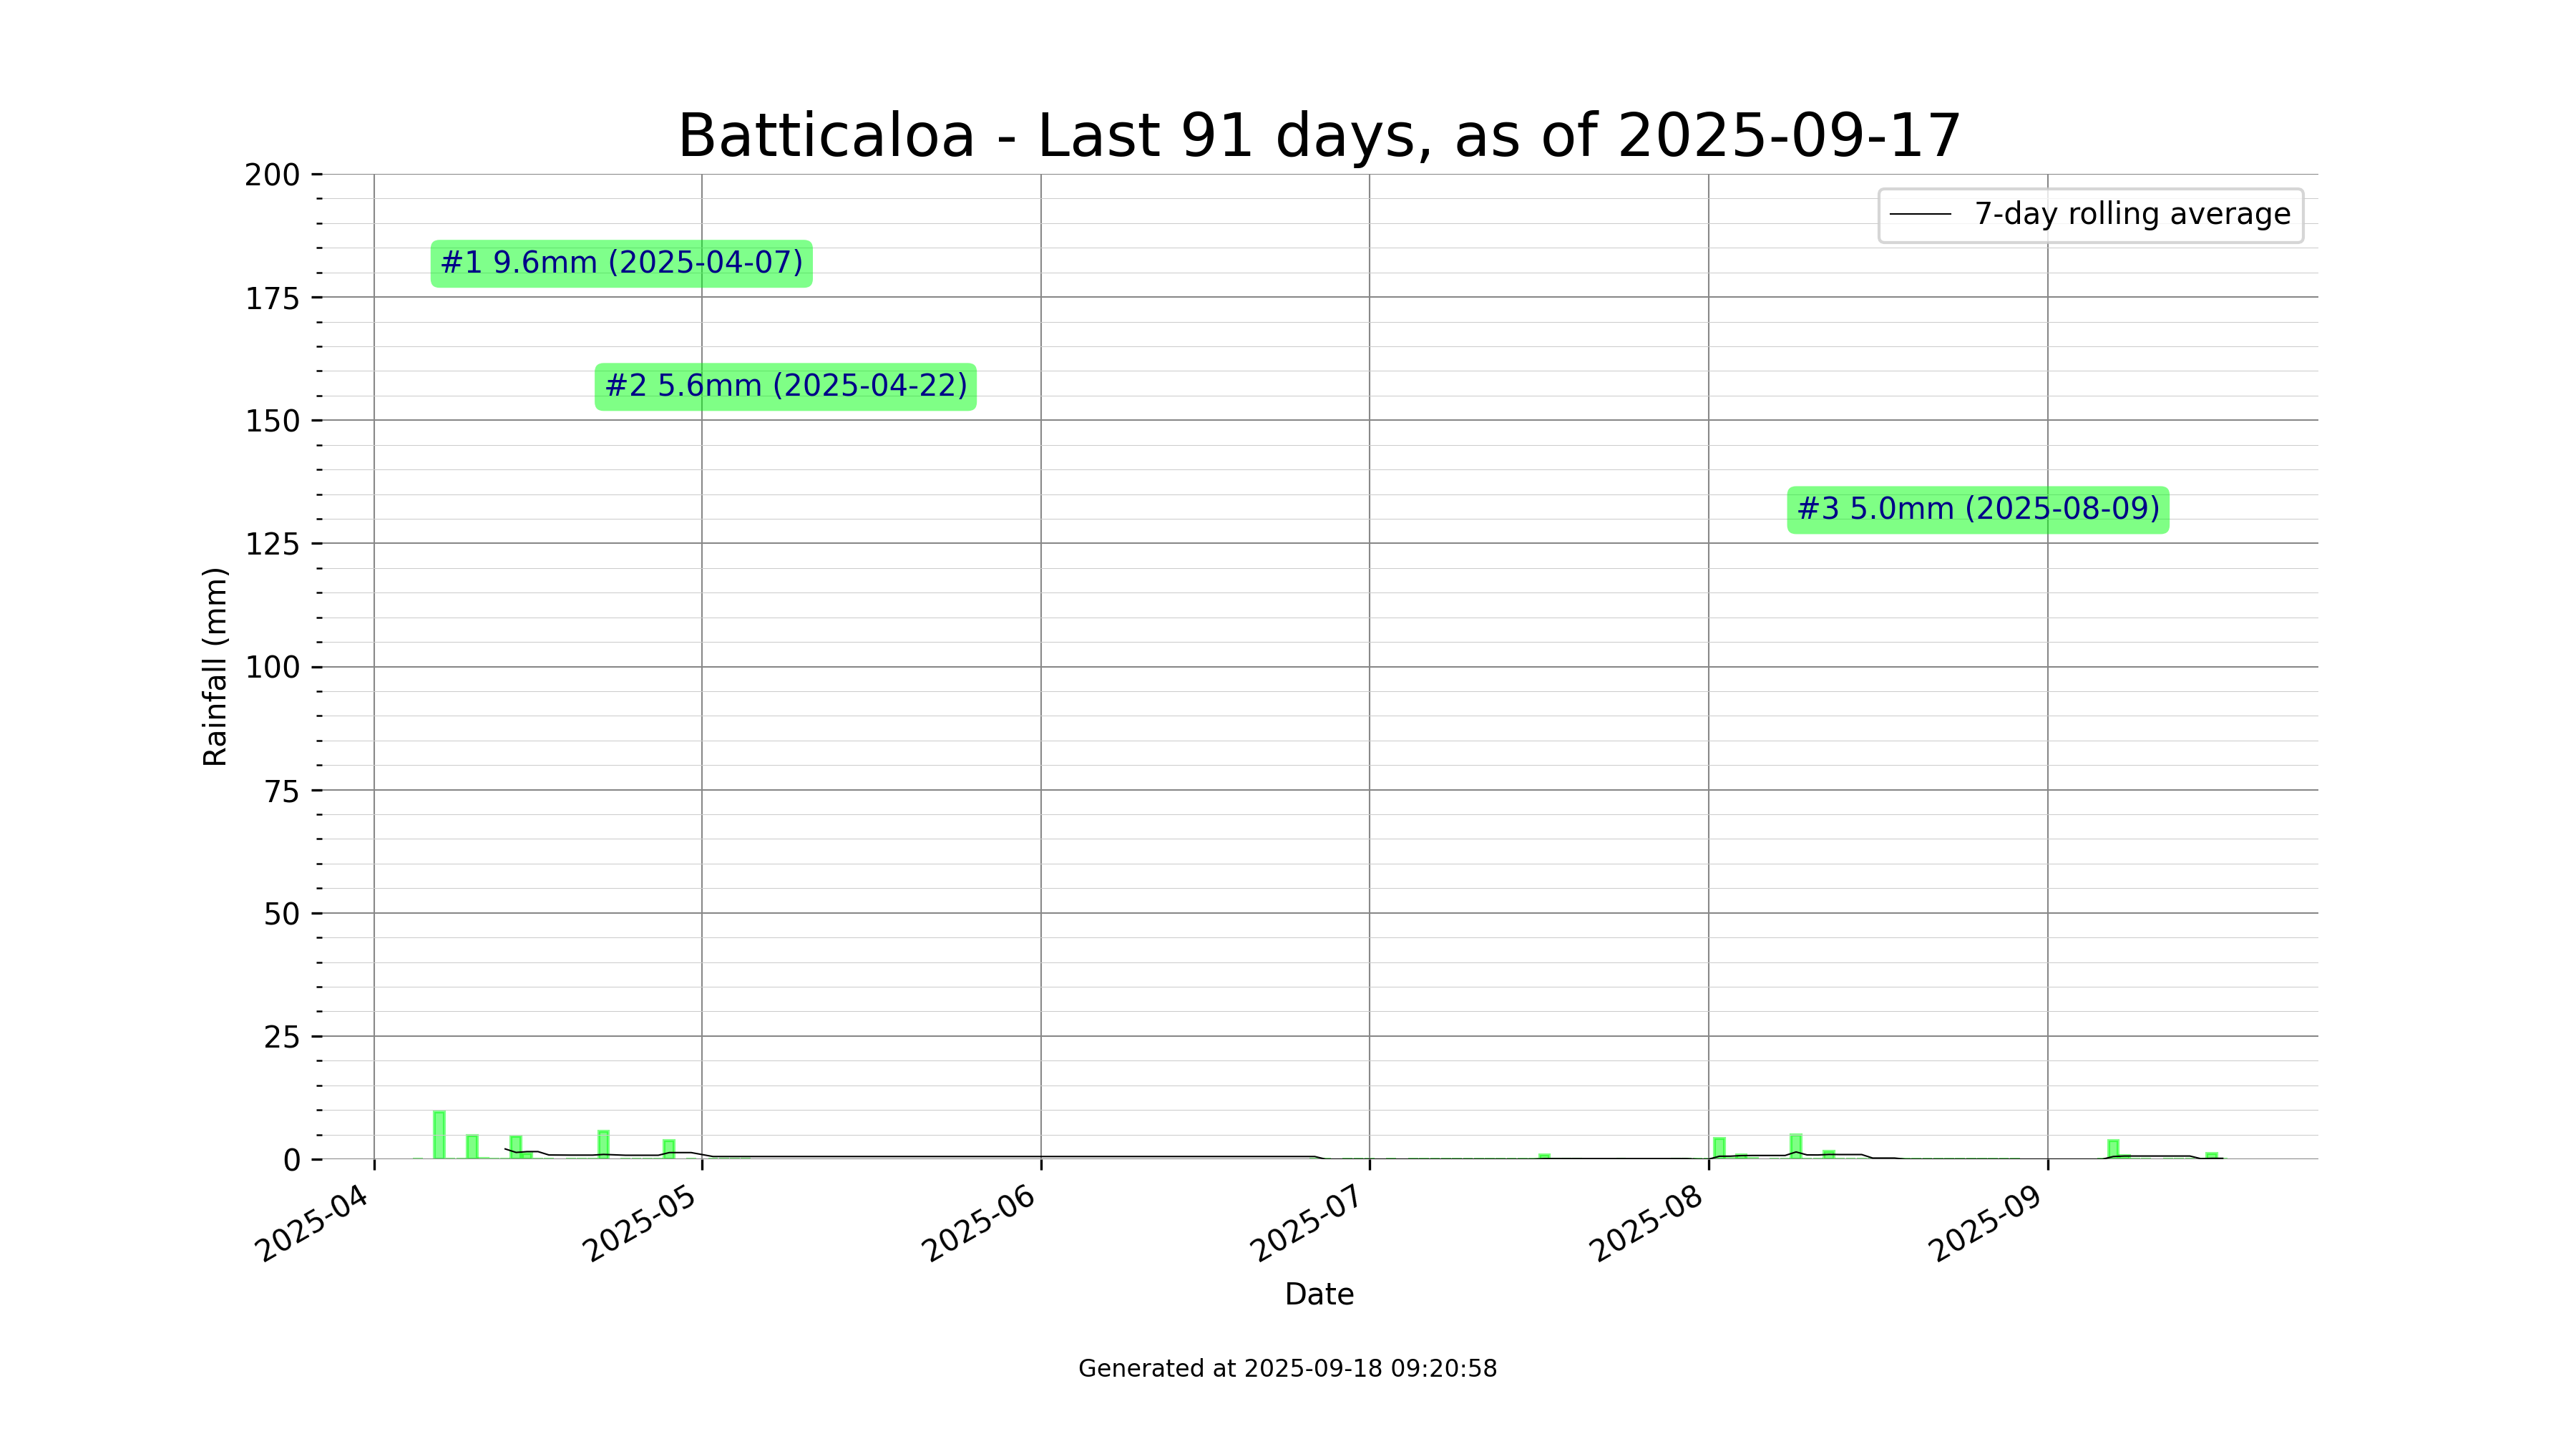 Batticaloa - Last 91 days, as of 2025-09-17
7-day rolling average
#1 9.6mm (2025-04-07)
#2 5.6mm (2025-04-22)
#3 5.0mm (2025-08-09)
Rainfall (mm)
200
175
150
125
100
75
50
25
0
2025-04
2025-05
2025-06
2025-07
2025-08
2025-09
Date
Generated at 2025-09-18 09:20:58